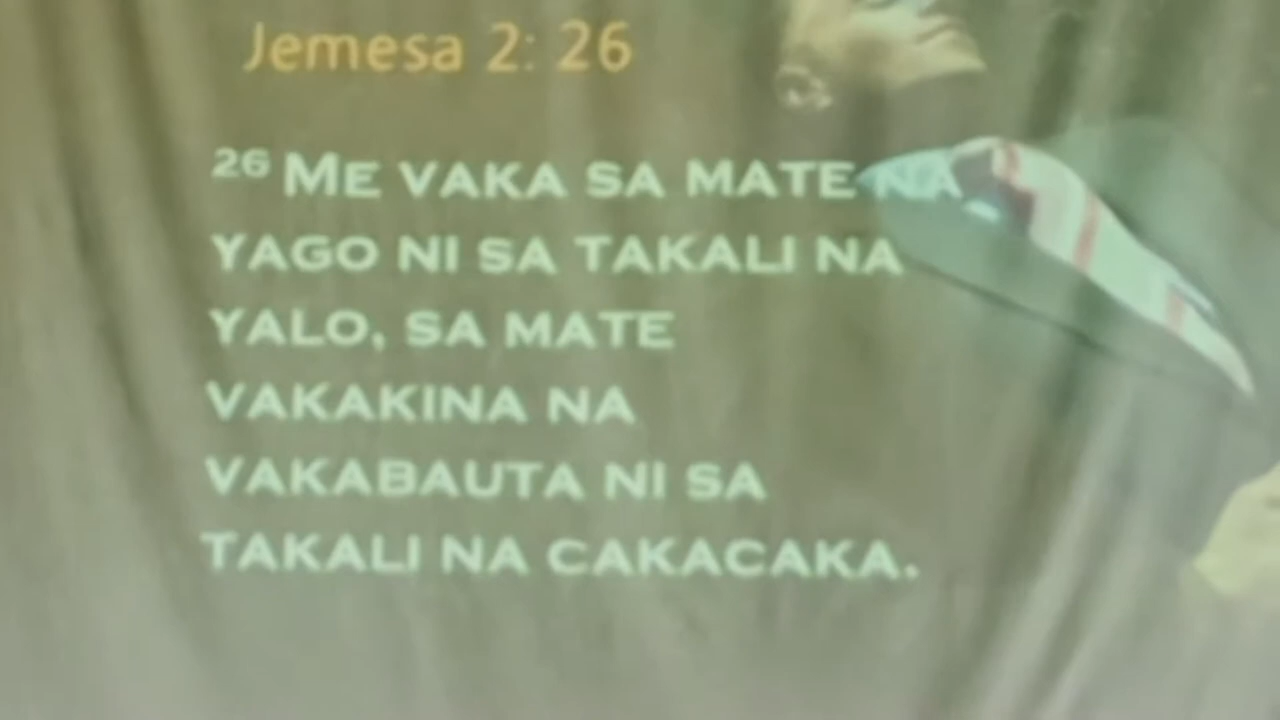 Jemesa 2: 26
26 ME VAKA SA MATE NA
YAGO NI SA TAKALI NA
YALO, SA MATE
VAKAKINA NA
VAKABAUTA NI SA
TAKALI NA CAKACAKA.